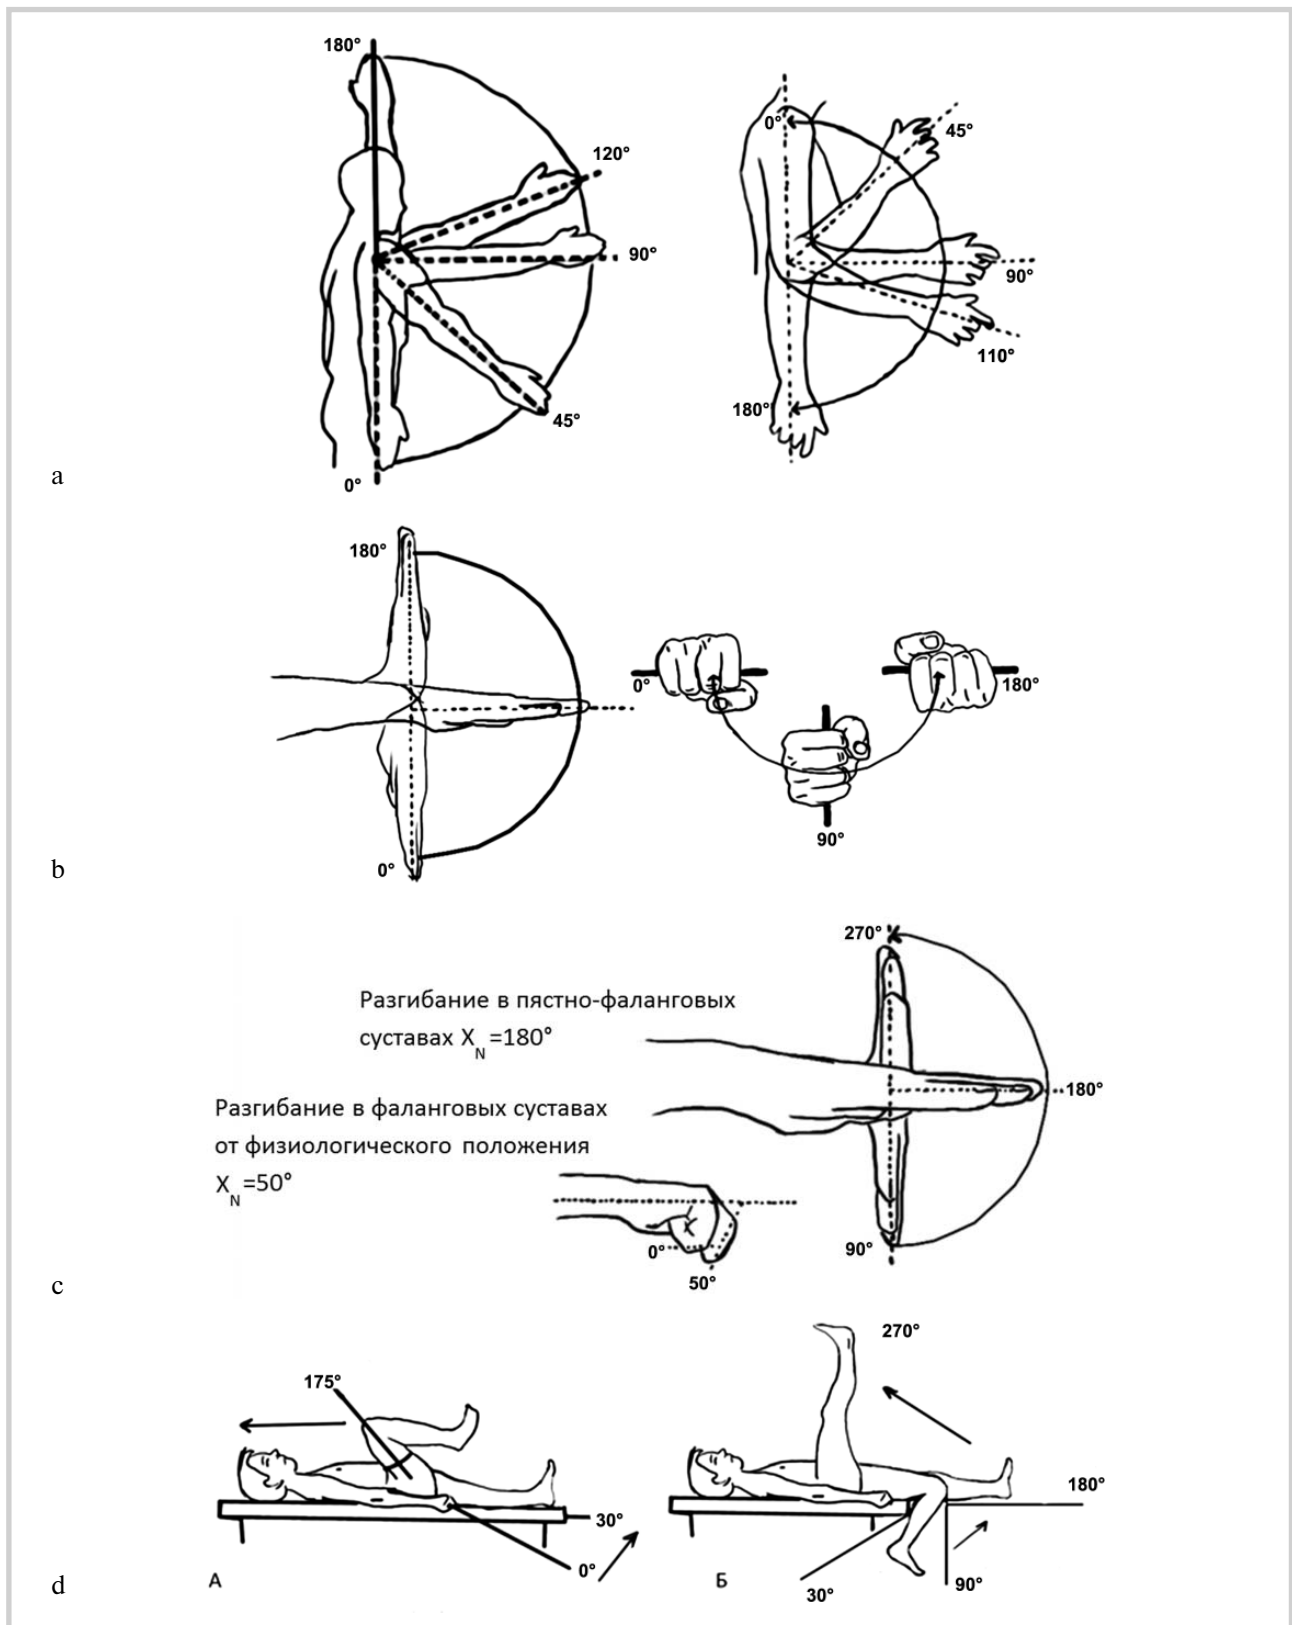 180°
120°
90°
45°
0°
0°
45°
90°
110°
180°
a
180°
0°
0°
90°
180°
b
270°
180°
90°
Разгибание в пястно-фаланговых
суставах X_N=180°
Разгибание в фаланговых суставах
от физиологического положения
X_N=50°
0°
50°
c
175°
30°
0°
А
270°
180°
90°
30°
Б
d